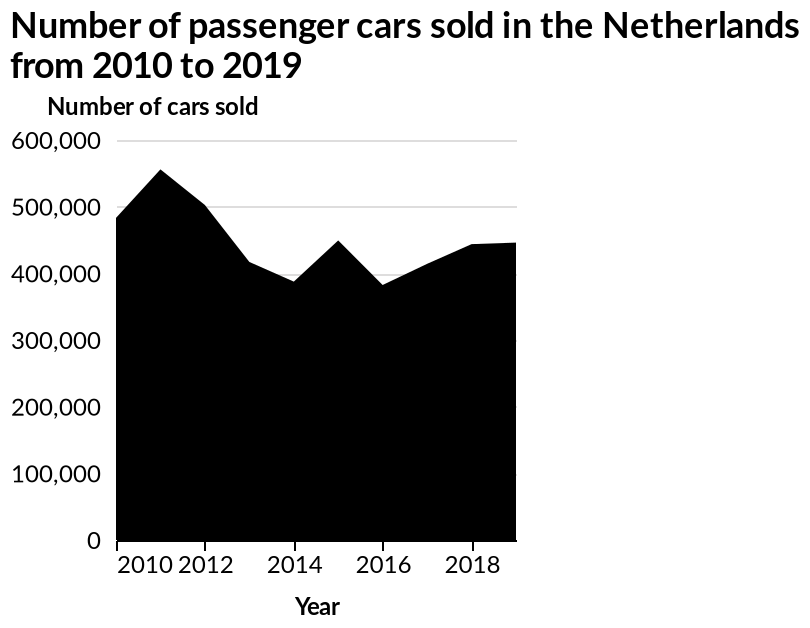 Number of passenger cars sold in the Netherlands
from 2010 to 2019
Number of cars sold
600,000
500,000
400,000
300,000
200,000
100,000
0
2010 2012 2014 2016 2018
Year